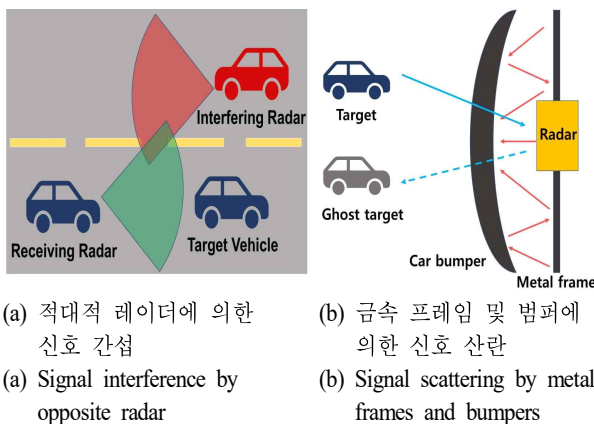 Interfering Radar
Receiving Radar
Target Vehicle
Target
Ghost target
Radar
Car bumper
Metal frame
(a) 적대적 레이더에 의한
신호 간섭
(a) Signal interference by
opposite radar
(b) 금속 프레임 및 범퍼에
의한 신호 산란
(b) Signal scattering by metal
frames and bumpers